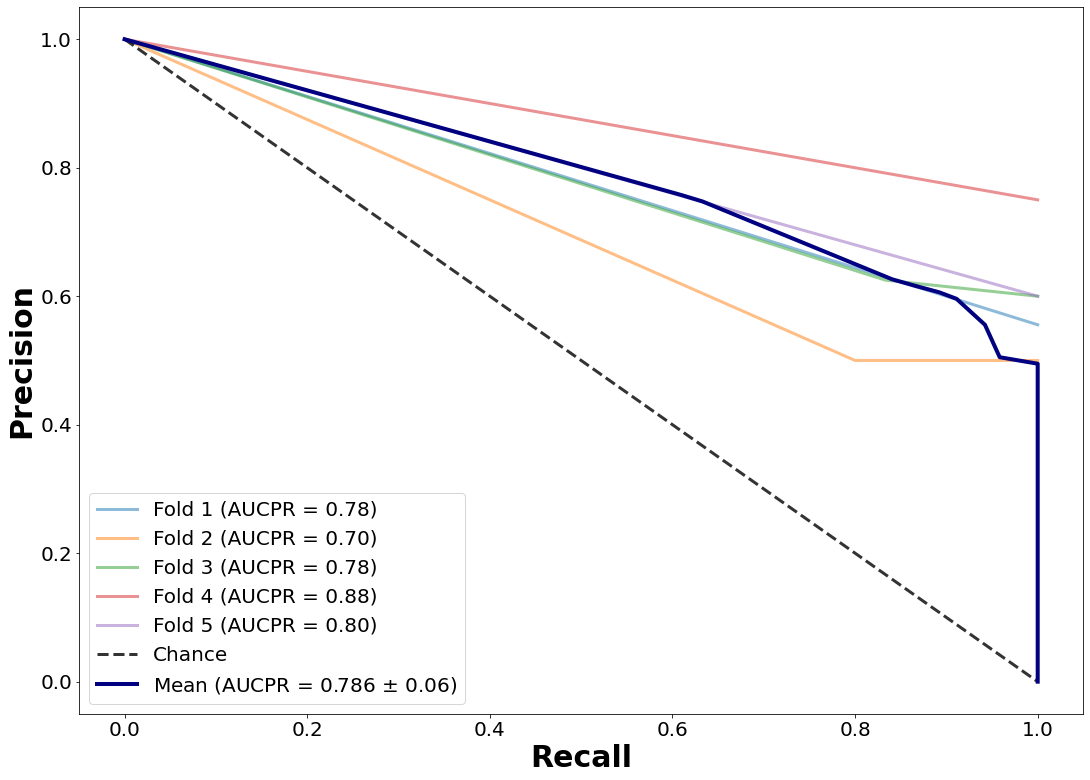 1.0
0.8
0.6
0.4
0.2
0.0
Precision
Fold 1 (AUCPR = 0.78)
Fold 2 (AUCPR = 0.70)
Fold 3 (AUCPR = 0.78)
Fold 4 (AUCPR = 0.88)
Fold 5 (AUCPR = 0.80)
Chance
Mean (AUCPR = 0.786 ± 0.06)
0.0 0.2 0.4 0.6 0.8 1.0
Recall